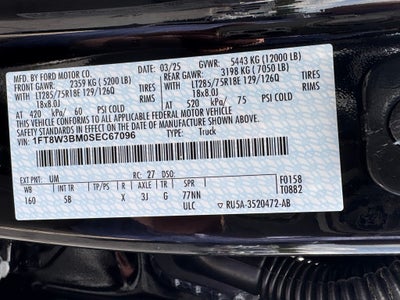 MFD. BY FORD MOTOR CO. 03/25 GVWR: 5443 KG (12000 LB)
FRONT GAWR: 2359 KG (5200 LB) REAR GAWR: 3198 KG (7050 LB)
LT285/75R18E 129/126Q TIRES LT285/75R18E 129/126Q TIRES
18x8.0J RIMS 18x8.0J RIMS
AT 420 kPa/ 60 PSI COLD AT 520 kPa/ 75 PSI COLD
THIS VEHICLE CONFORMS TO ALL APPLICABLE FEDERAL MOTOR VEHICLE SAFETY STANDARDS IN EFFECT ON THE DATE OF MANUFACTURE SHOWN ABOVE.
VIN: 1FT8W3BM0SEC67096 TYPE: Truck
EXT PNT: UM RC: 27 DSO:
WB INT TR TP/PS R AXLE TR SPR F0158
160 5B X 3J G 77NN T0882
ULC RU5A-3520472-AB